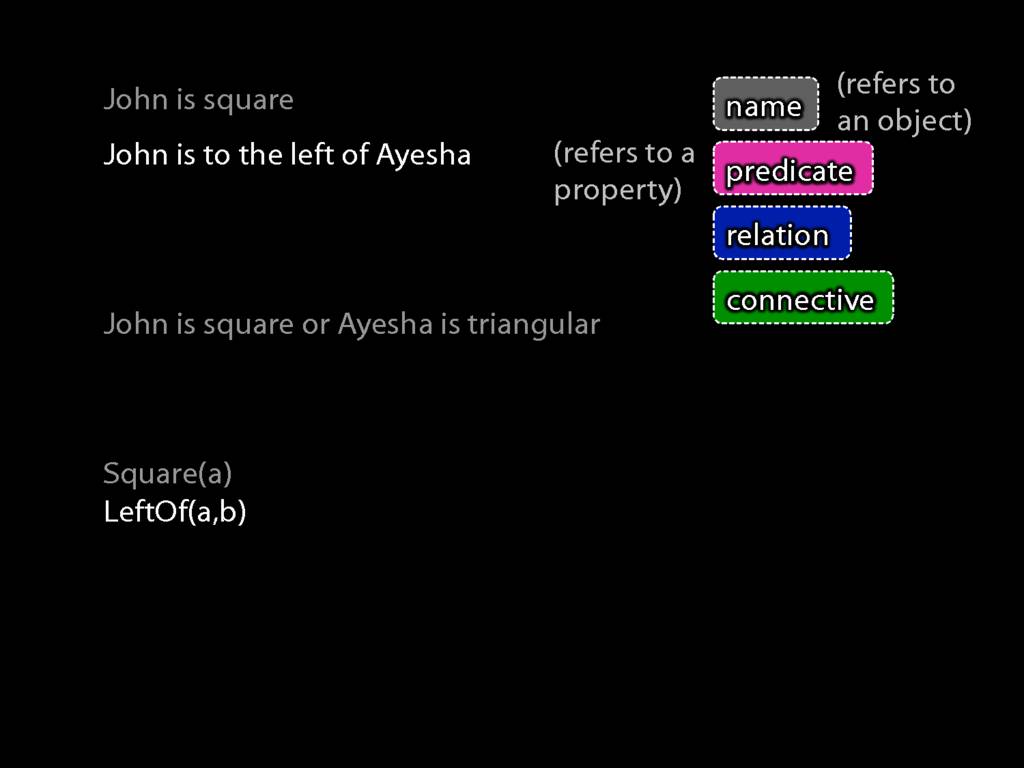 John is square
John is to the left of Ayesha
John is square or Ayesha is triangular
Square(a)
LeftOf(a,b)
name
(refers to
an object)
(refers to a
property)
predicate
relation
connective